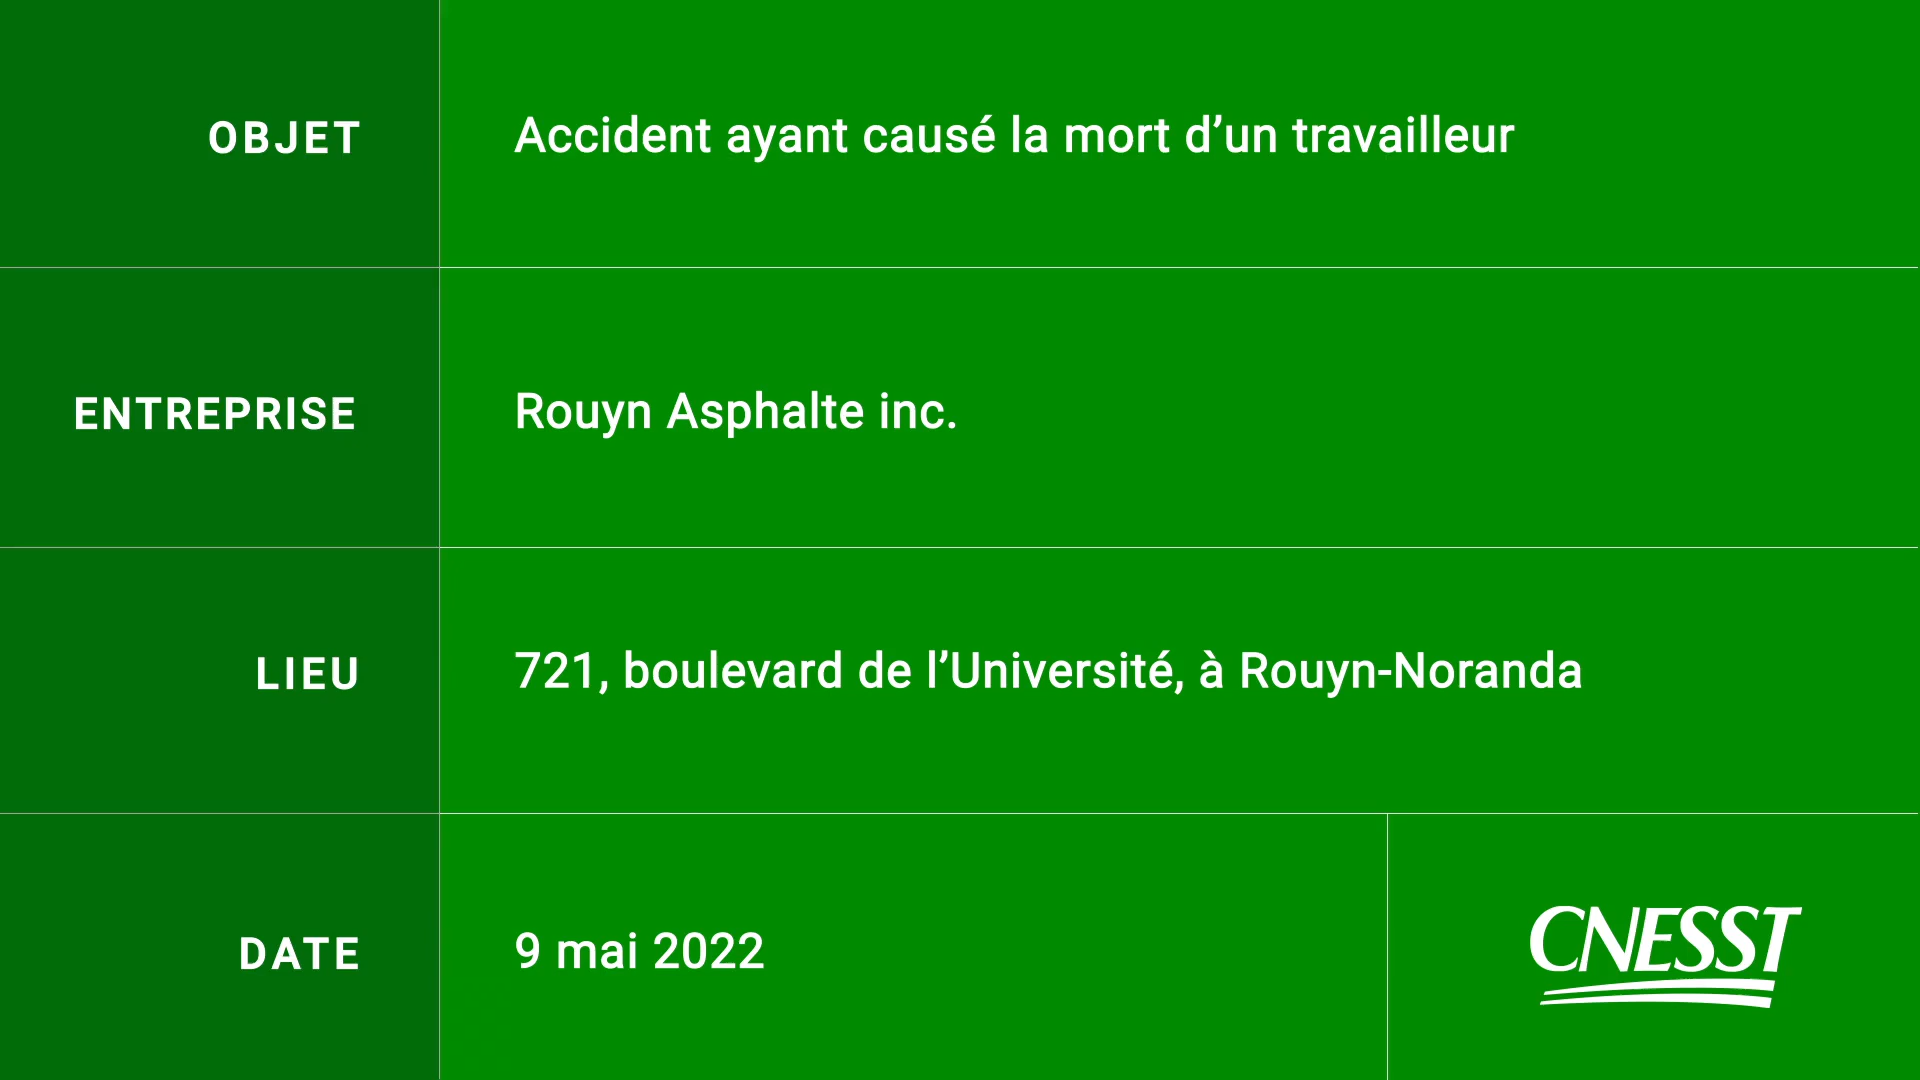 OBJET
Accident ayant causé la mort d’un travailleur
ENTREPRISE
Rouyn Asphalte inc.
LIEU
721, boulevard de l’Université, à Rouyn-Noranda
DATE
9 mai 2022
CNESST